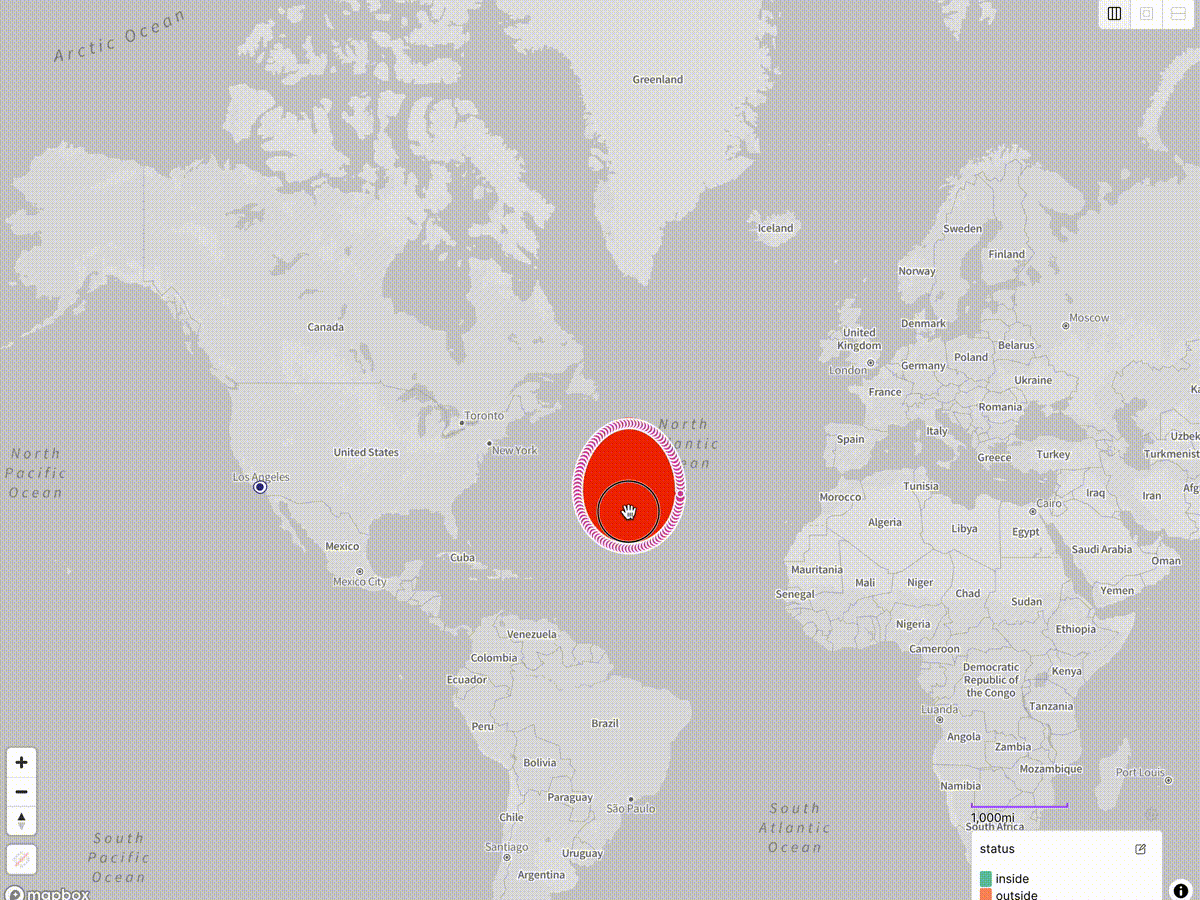 Arctic Ocean
Greenland
Iceland
Sweden
Finland
Norway
Canada
Denmark
Moscow
United
Kingdom
Belarus
Poland
Germany
London
Ukraine
France
Romania
Toronto
North
Italy
Spain
Uzbek
New York
United States
Greece
Turkey
Turkmenist
North
Pacific
Ocean
Los Angeles
Tunisia
Morocco
Iraq
Iran
Afg
Cairo
Algeria
Libya
Egypt
Mexico
Cuba
Saudi Arabia
Oman
Mexico City
Mauritania
Mali
Niger
Chad
Sudan
Yemen
Senegal
Nigeria
Ethiopia
Venezuela
Cameroon
Colombia
Democratic
Republic of
the Congo
Kenya
Ecuador
Tanzania
Luanda
Peru
Brazil
Angola
Zambia
Bolivia
Mozambique
Port Louis
Namibia
Paraguay
São Paulo
Chile
South
Atlantic
Ocean
1,000mi
South Africa
South
Pacific
Ocean
Santiago
Uruguay
Argentina
status
inside
outside
mapbox